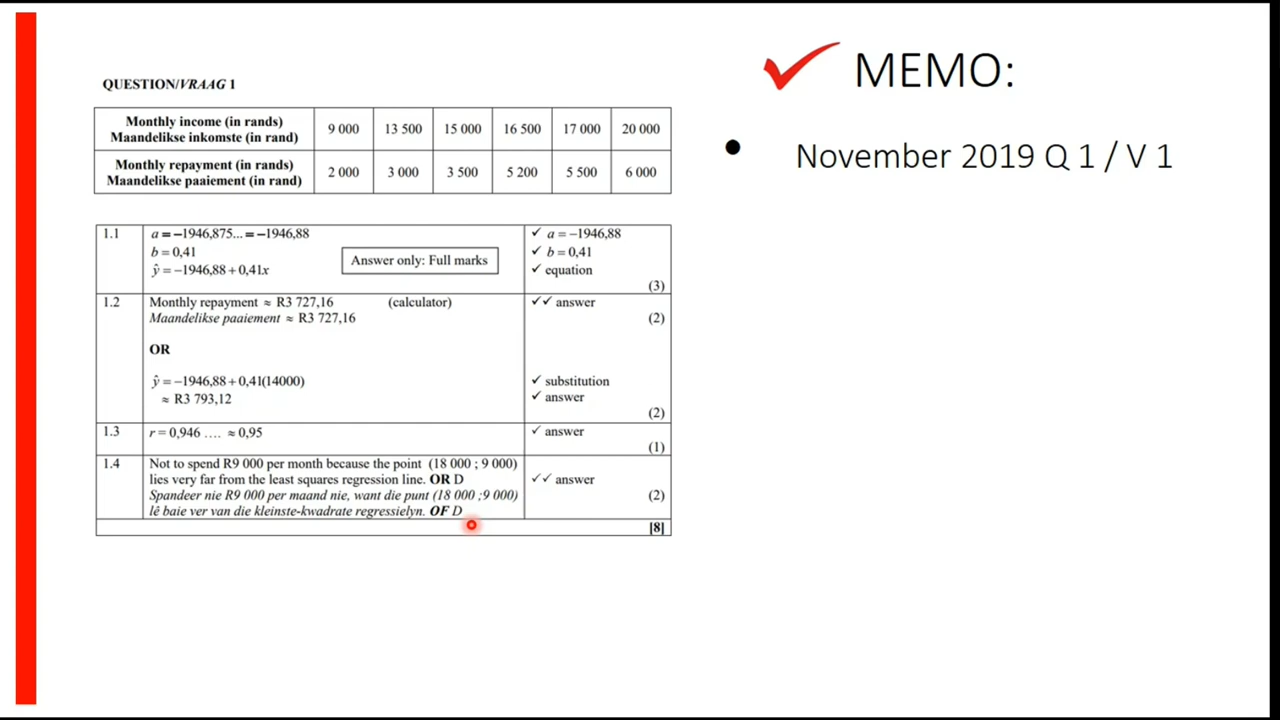 QUESTION/VRAAG 1
Monthly income (in rands)
Maandelikse inkomste (in rand)
9 000 13 500 15 000 16 500 17 000 20 000
Monthly repayment (in rands)
Maandelikse paaiement (in rand)
2 000 3 000 3 500 5 200 5 500 6 000
1.1 a = –1946,875... = –1946,88 ✓ a = –1946,88
b = 0,41 ✓ b = 0,41
ŷ = –1946,88 + 0,41x Answer only: Full marks ✓ equation
(3)
1.2 Monthly repayment ≈ R3 727,16 (calculator) ✓✓ answer
Maandelikse paaiement ≈ R3 727,16 (2)
OR
ŷ = –1946,88 + 0,41(14000) ✓ substitution
≈ R3 793,12 ✓ answer
(2)
1.3 r = 0,946 .... ≈ 0,95 ✓ answer
(1)
1.4 Not to spend R9 000 per month because the point (18 000 ; 9 000)
lies very far from the least squares regression line. OR D ✓✓ answer
Spandeer nie R9 000 per maand nie, want die punt (18 000 ;9 000) (2)
lê baie ver van die kleinste-kwadrate regressielyn. OF D
[8]
MEMO:
• November 2019 Q 1 / V 1